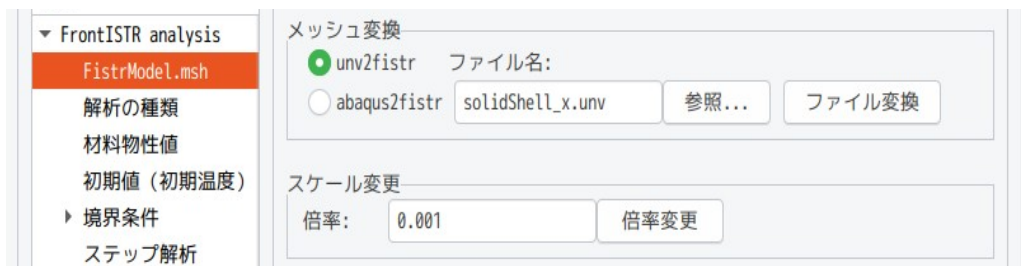 FrontISTR analysis
FistrModel.msh
解析の種類
材料物性値
初期値（初期温度）
境界条件
ステップ解析
メッシュ変換
unv2fistr ファイル名:
abaqus2fistr solidShell_x.unv 参照... ファイル変換
スケール変更
倍率: 0.001 倍率変更